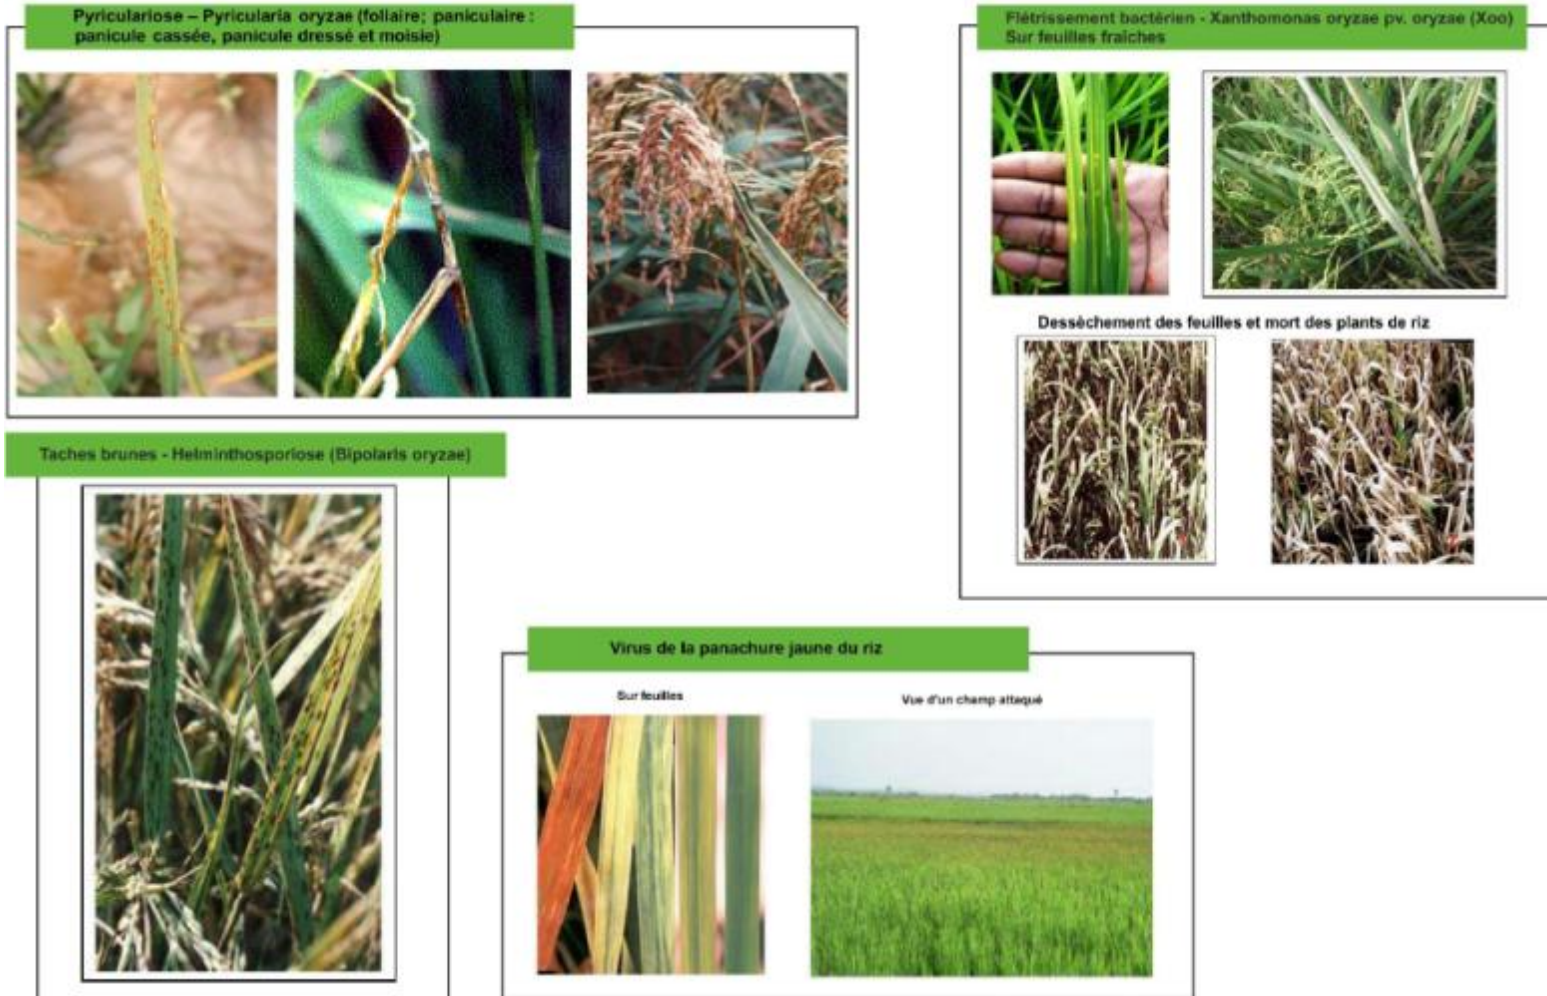 Pyriculariose – Pyricularia oryzae (foliaire; paniculaire :
panicule cassée, panicule dressé et moisie)
Flétrissement bactérien - Xanthomonas oryzae pv. oryzae (Xoo)
Sur feuilles fraîches
Dessèchement des feuilles et mort des plants de riz
Taches brunes - Helminthosporiose (Bipolaris oryzae)
Virus de la panachure jaune du riz
Sur feuilles
Vue d'un champ attaqué